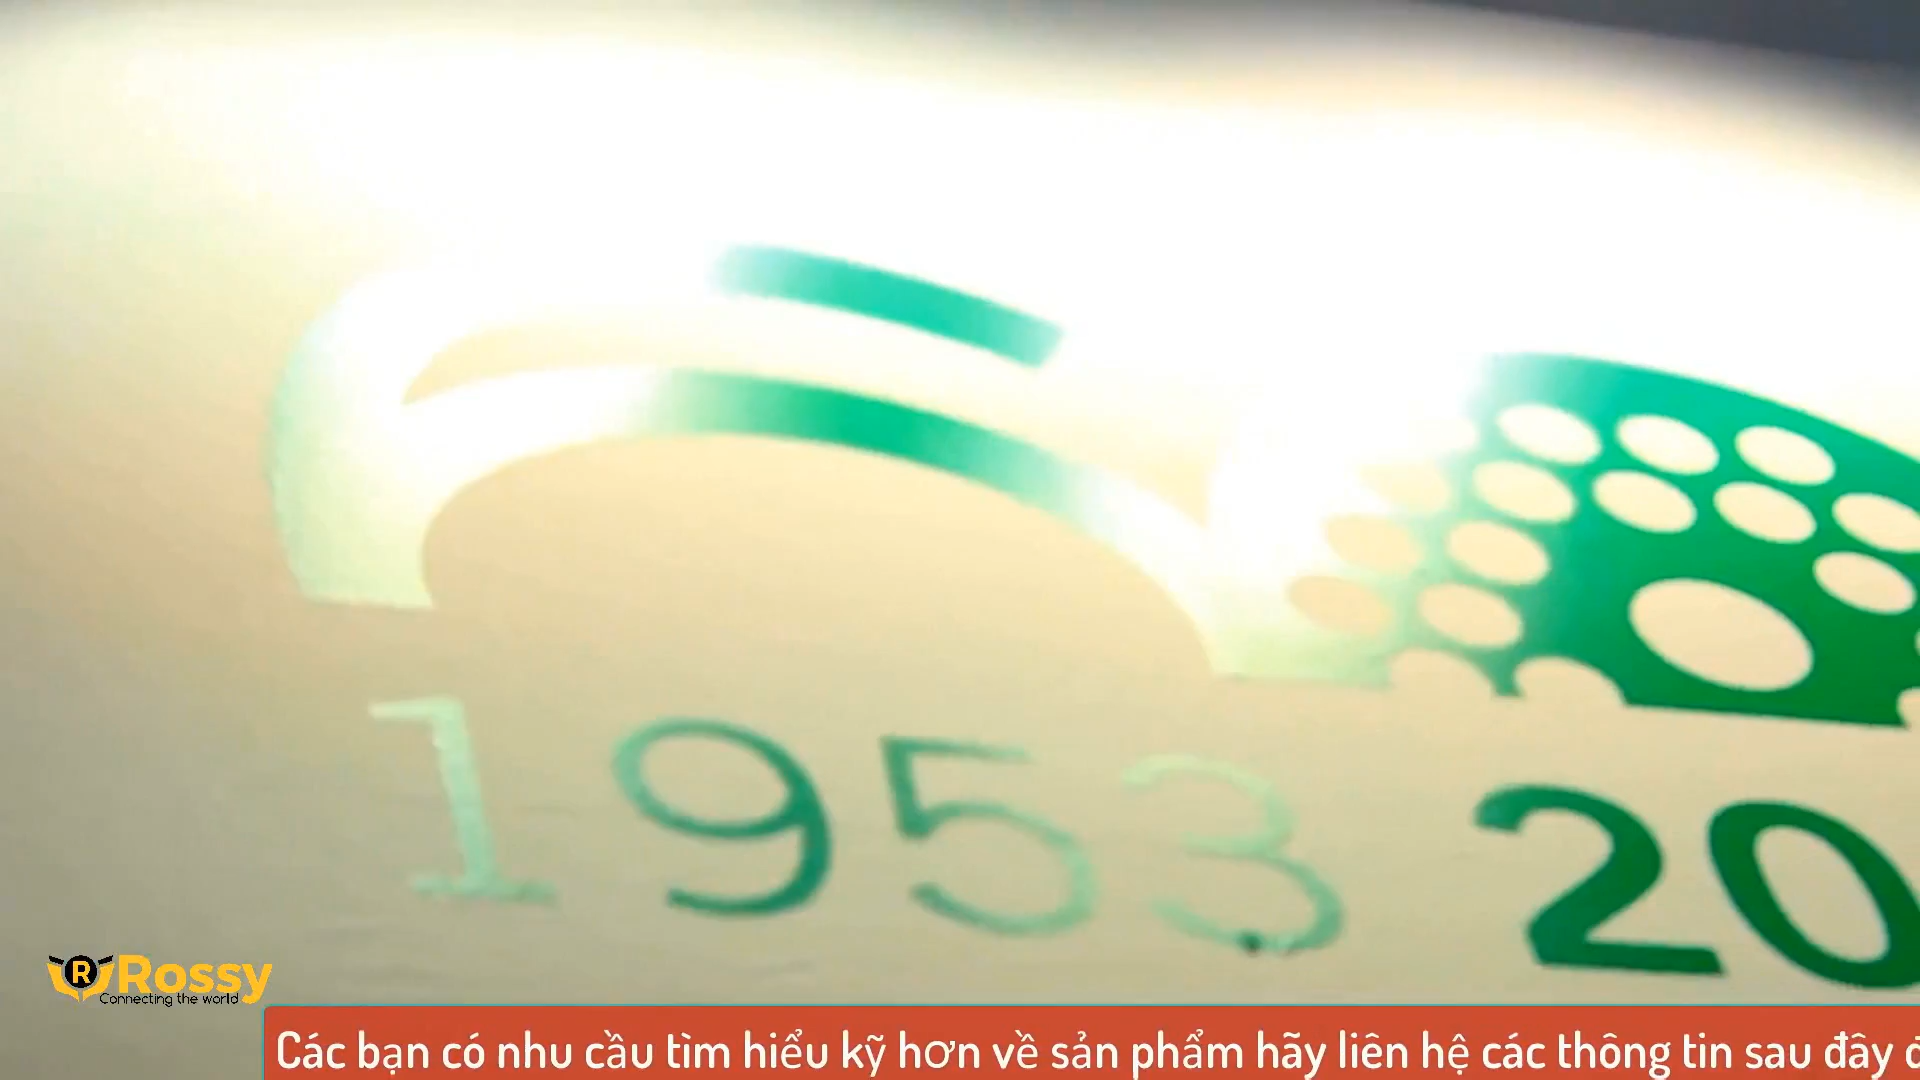 1953 20
R Rossy
Connecting the world
Các bạn có nhu cầu tìm hiểu kỹ hơn về sản phẩm hãy liên hệ các thông tin sau đây